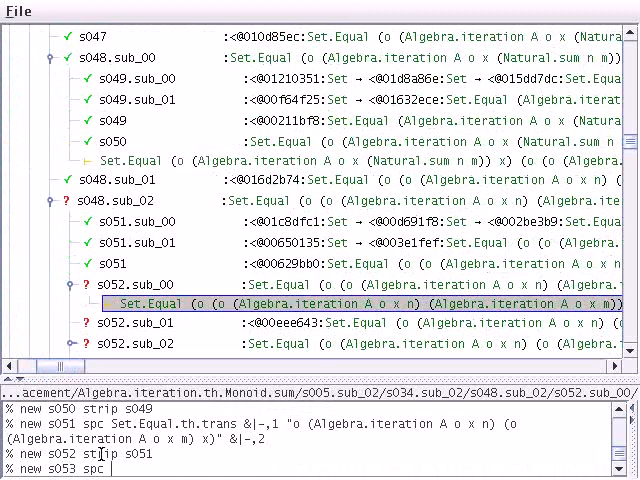 File
s047 :<@010d85ec:Set.Equal (o (Algebra.iteration A o x (Natura
s048.sub_00 :Set.Equal (o (Algebra.iteration A o x (Natural.sum n m))
s049.sub_00 :<@01210351:Set → <@01d8a86e:Set → <@015dd7dc:Set.Equa
s049.sub_01 :<@00f64f25:Set → <@01632ece:Set.Equal (Algebra.iterat
s049 :<@00211bf8:Set.Equal (o (Algebra.iteration A o x (Natu
s050 :Set.Equal (o (Algebra.iteration A o x (Natural.sum n m
Set.Equal (o (Algebra.iteration A o x (Natural.sum n m)) x) (o (o (Algebra
s048.sub_01 :<@016d2b74:Set.Equal (o (o (Algebra.iteration A o x n) (
s048.sub_02 :Set.Equal (o (o (Algebra.iteration A o x n) (Algebra.ite
s051.sub_00 :<@01c8dfc1:Set → <@00d691f8:Set → <@002be3b9:Set.Equa
s051.sub_01 :<@00650135:Set → <@003e1fef:Set.Equal (o (o (Algebra.
s051 :<@00629bb0:Set.Equal (o (o (Algebra.iteration A o x n)
s052.sub_00 :Set.Equal (o (o (Algebra.iteration A o x n) (Algebra.i
Set.Equal (o (o (Algebra.iteration A o x n) (Algebra.iteration A o x m))
s052.sub_01 :<@00eee643:Set.Equal (o (Algebra.iteration A o x n) (o
s052.sub_02 :Set.Equal (o (Algebra.iteration A o x n) (o (Algebra.i
...acement/Algebra.iteration.th.Monoid.sum/s005.sub_02/s034.sub_02/s048.sub_02/s052.sub_00/
% new s050 strip s049
% new s051 spc Set.Equal.th.trans &|-,1 "o (Algebra.iteration A o x n) (o
(Algebra.iteration A o x m) x)" &|-,2
% new s052 strip s051
% new s053 spc